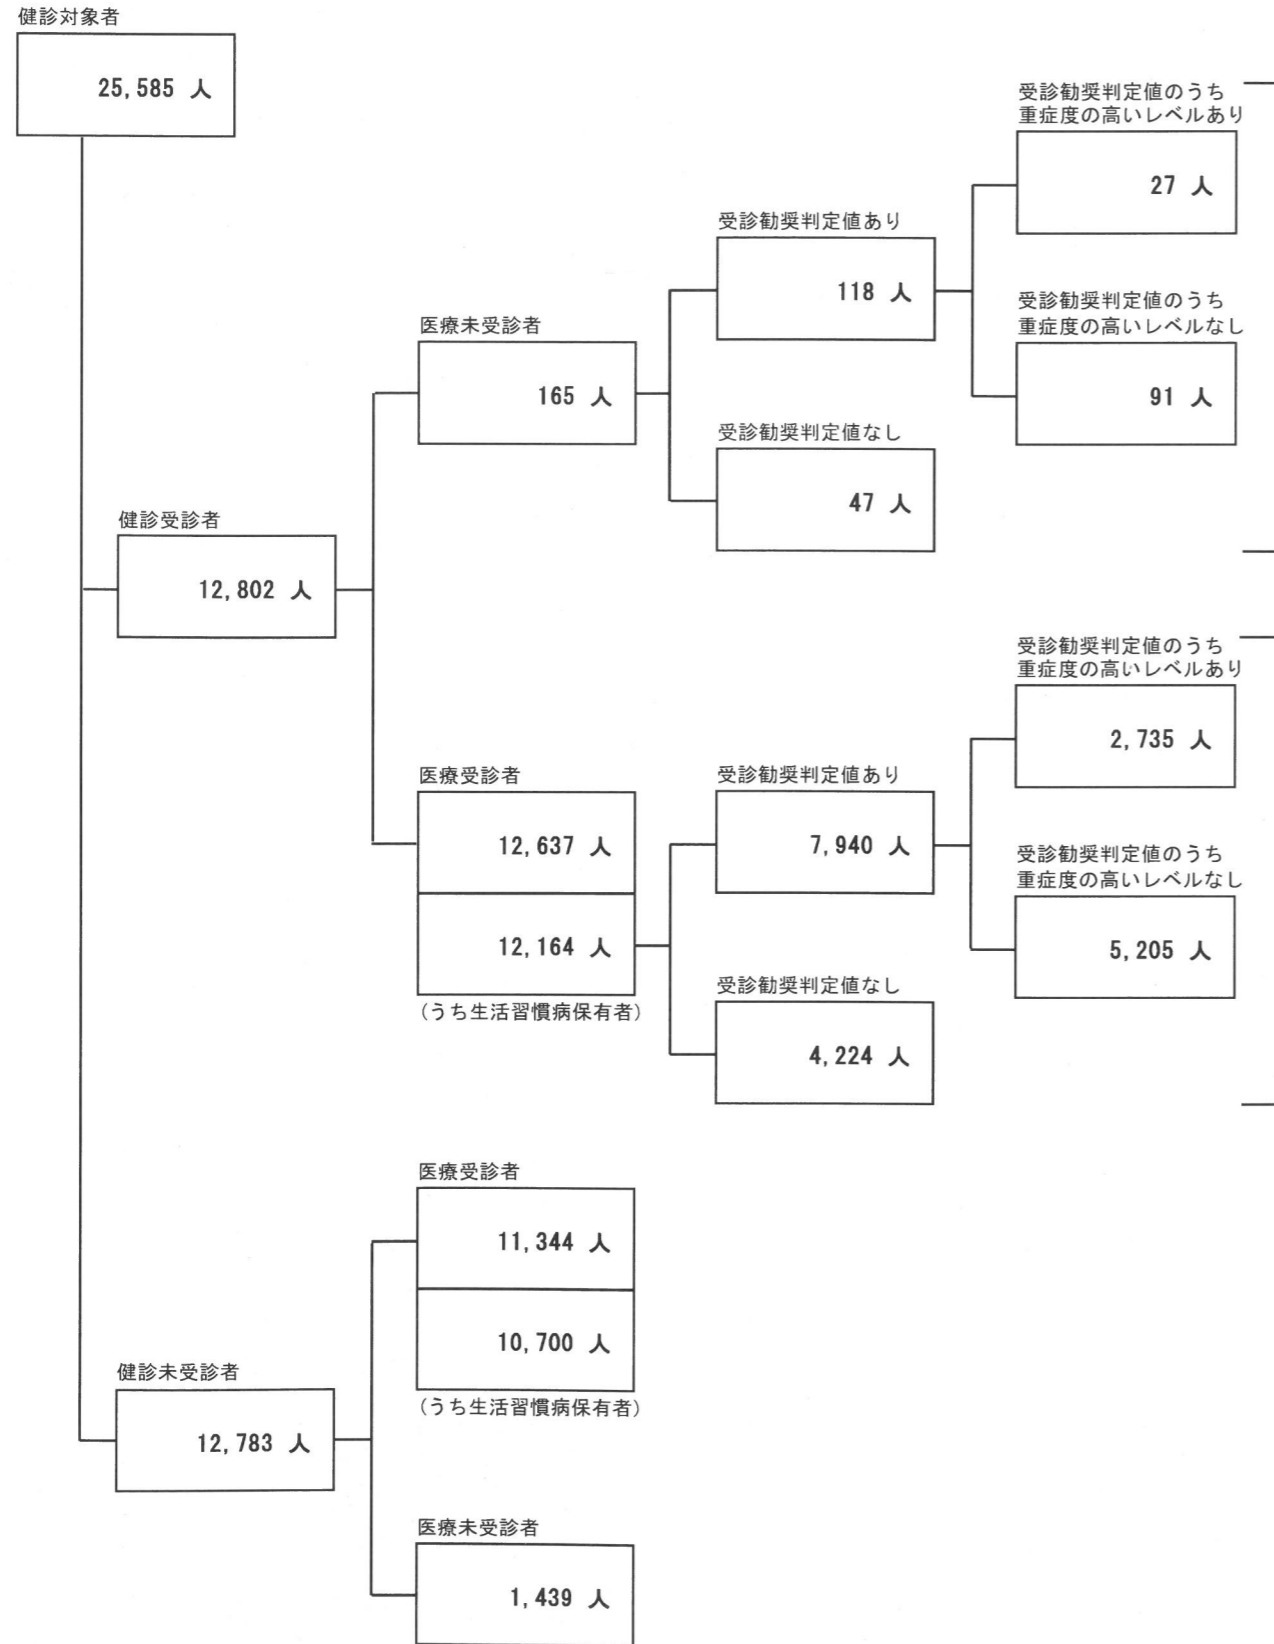 健診対象者
25,585 人
受診勧奨判定値のうち
重症度の高いレベルあり
27 人
受診勧奨判定値あり
118 人
受診勧奨判定値のうち
重症度の高いレベルなし
91 人
医療未受診者
165 人
受診勧奨判定値なし
47 人
健診受診者
12,802 人
受診勧奨判定値のうち
重症度の高いレベルあり
2,735 人
医療受診者
12,637 人
12,164 人
(うち生活習慣病保有者)
受診勧奨判定値あり
7,940 人
受診勧奨判定値のうち
重症度の高いレベルなし
5,205 人
受診勧奨判定値なし
4,224 人
医療受診者
11,344 人
10,700 人
(うち生活習慣病保有者)
健診未受診者
12,783 人
医療未受診者
1,439 人